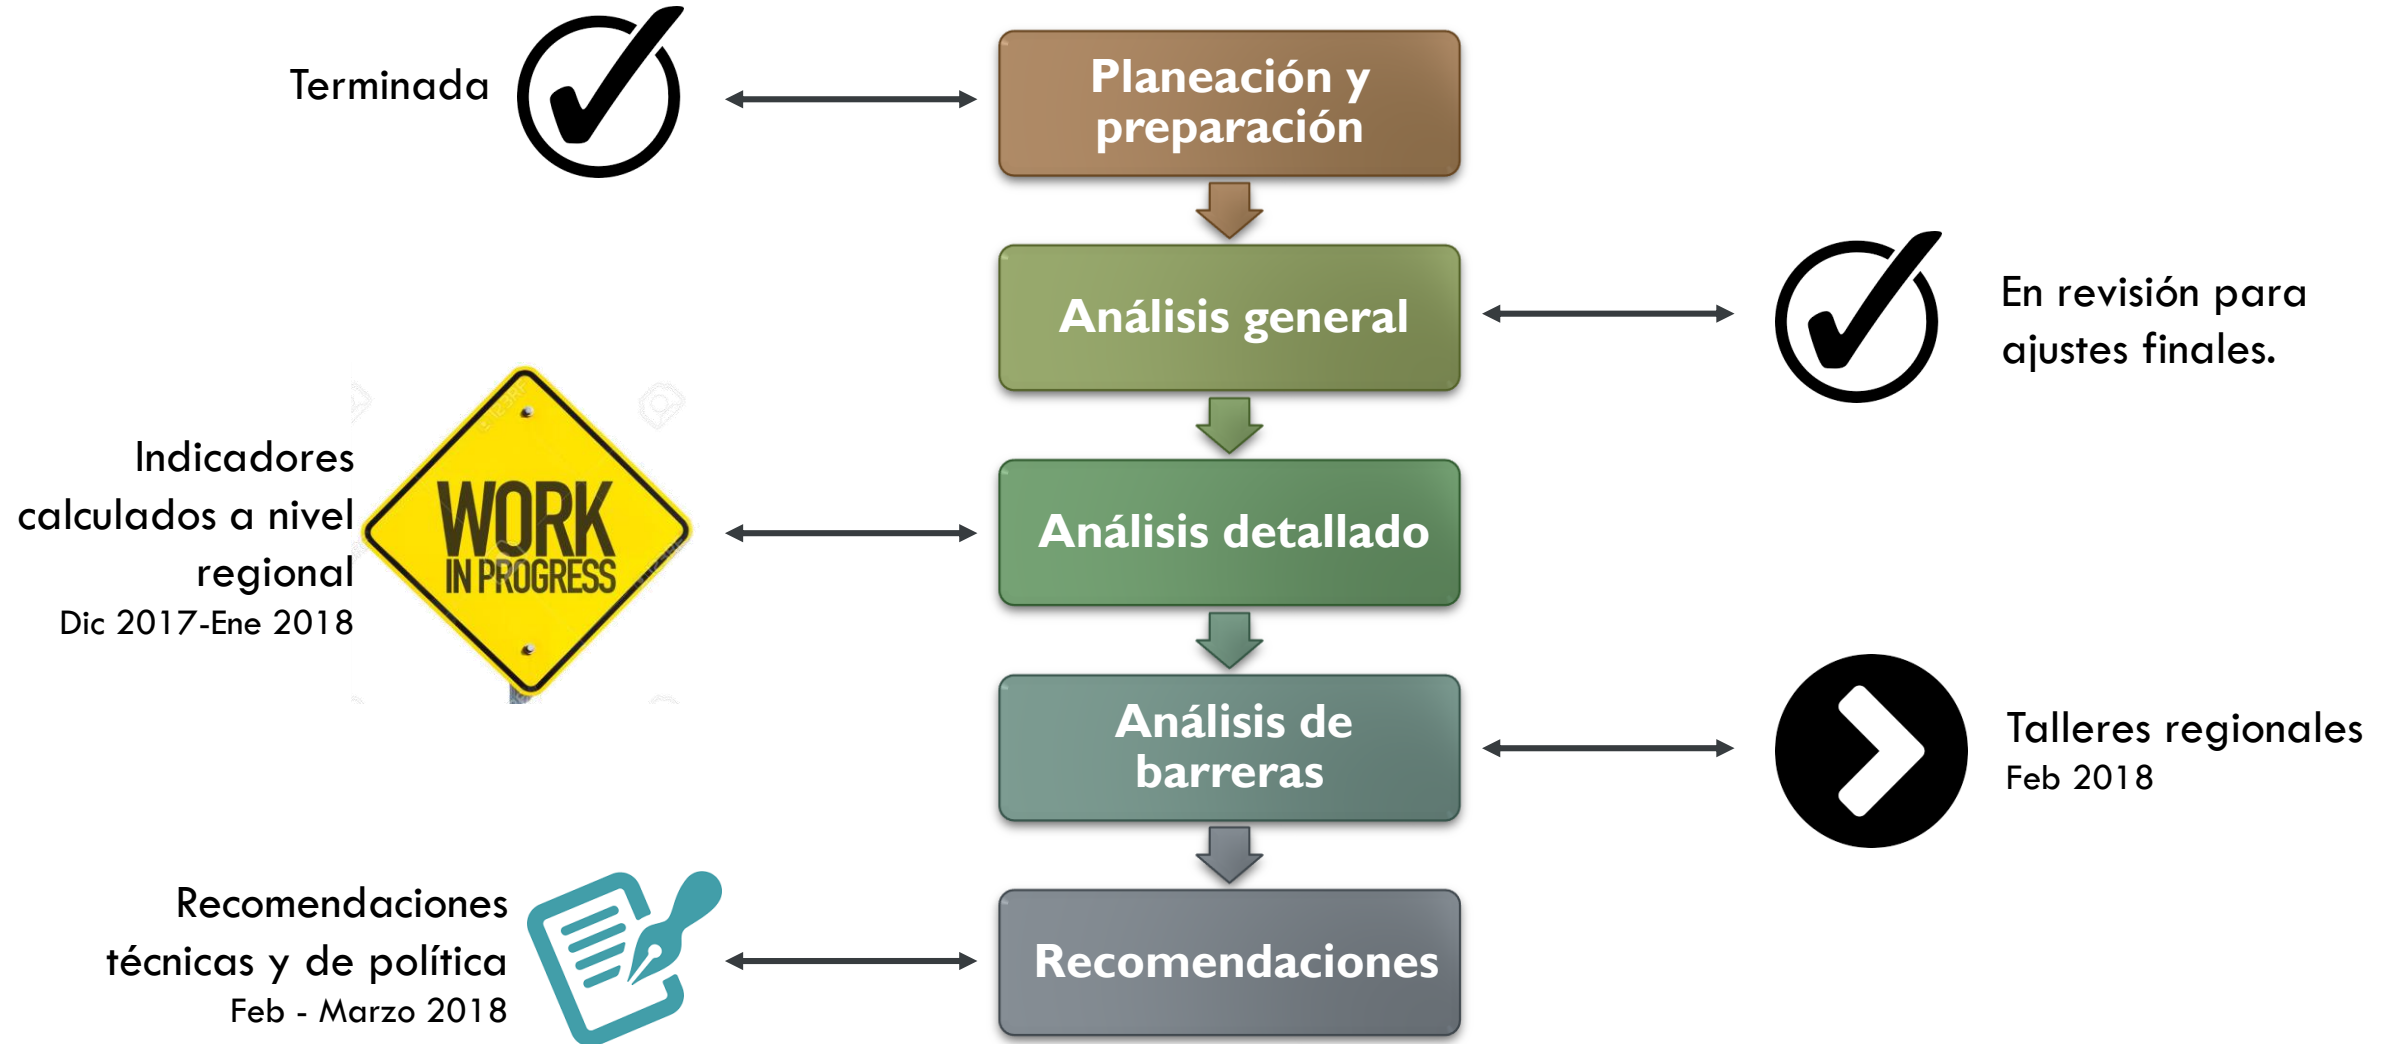 Terminada
Planeación y
preparación
Análisis general
En revisión para
ajustes finales.
Indicadores
calculados a nivel
regional
Dic 2017-Ene 2018
WORK
IN PROGRESS
Análisis detallado
Análisis de
barreras
Talleres regionales
Feb 2018
Recomendaciones
técnicas y de política
Feb - Marzo 2018
Recomendaciones